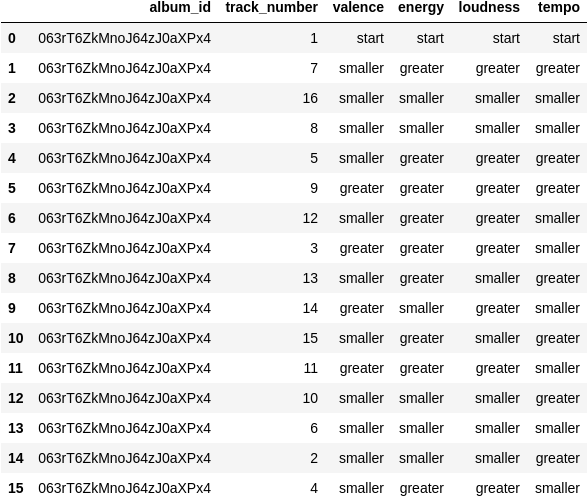 album_id track_number valence energy loudness tempo
0 063rT6ZkMnoJ64zJ0aXPx4 1 start start start start
1 063rT6ZkMnoJ64zJ0aXPx4 7 smaller greater greater greater
2 063rT6ZkMnoJ64zJ0aXPx4 16 smaller smaller smaller smaller
3 063rT6ZkMnoJ64zJ0aXPx4 8 smaller smaller smaller smaller
4 063rT6ZkMnoJ64zJ0aXPx4 5 smaller greater greater greater
5 063rT6ZkMnoJ64zJ0aXPx4 9 greater greater greater greater
6 063rT6ZkMnoJ64zJ0aXPx4 12 smaller greater greater smaller
7 063rT6ZkMnoJ64zJ0aXPx4 3 greater greater greater smaller
8 063rT6ZkMnoJ64zJ0aXPx4 13 smaller greater smaller greater
9 063rT6ZkMnoJ64zJ0aXPx4 14 greater smaller greater smaller
10 063rT6ZkMnoJ64zJ0aXPx4 15 smaller greater smaller greater
11 063rT6ZkMnoJ64zJ0aXPx4 11 greater greater greater smaller
12 063rT6ZkMnoJ64zJ0aXPx4 10 smaller smaller smaller greater
13 063rT6ZkMnoJ64zJ0aXPx4 6 smaller smaller smaller smaller
14 063rT6ZkMnoJ64zJ0aXPx4 2 smaller smaller smaller greater
15 063rT6ZkMnoJ64zJ0aXPx4 4 smaller greater greater smaller